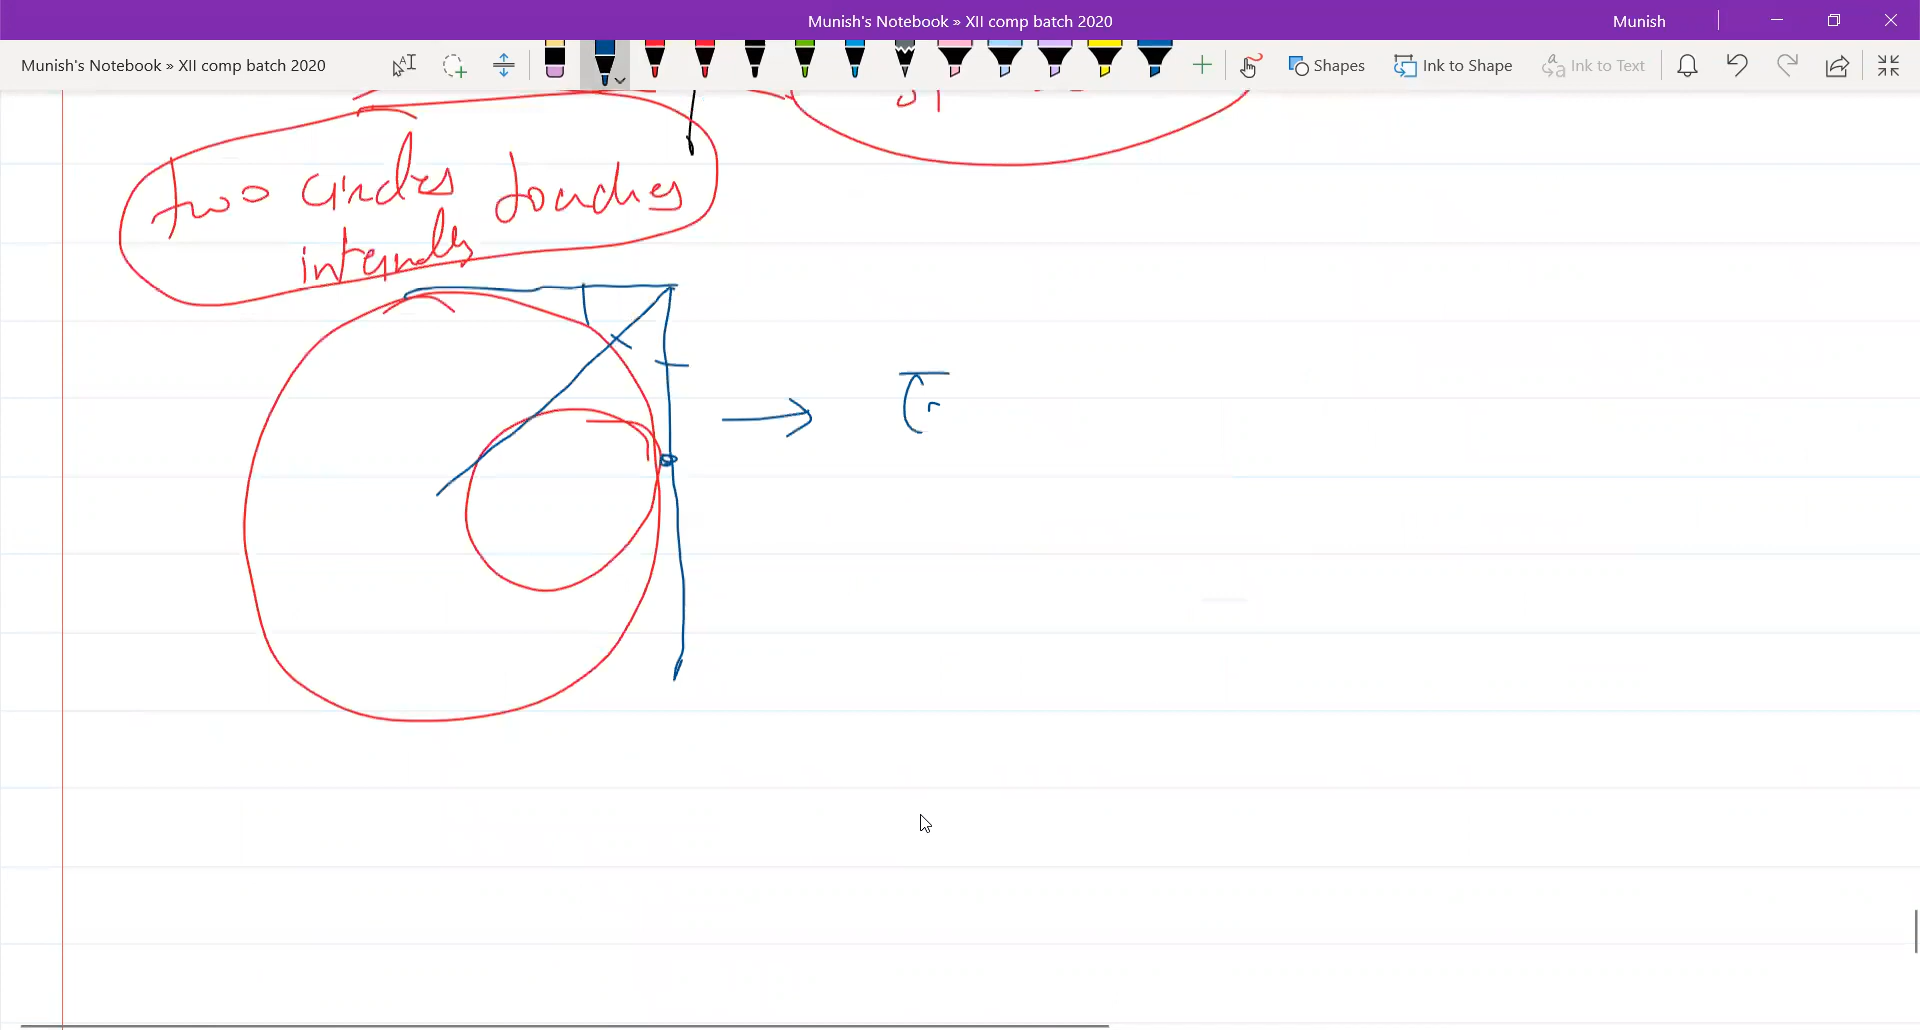 Munish's Notebook » XII comp batch 2020
Munish
Munish's Notebook » XII comp batch 2020
Shapes
Ink to Shape
Ink to Text
two circles touches
internally